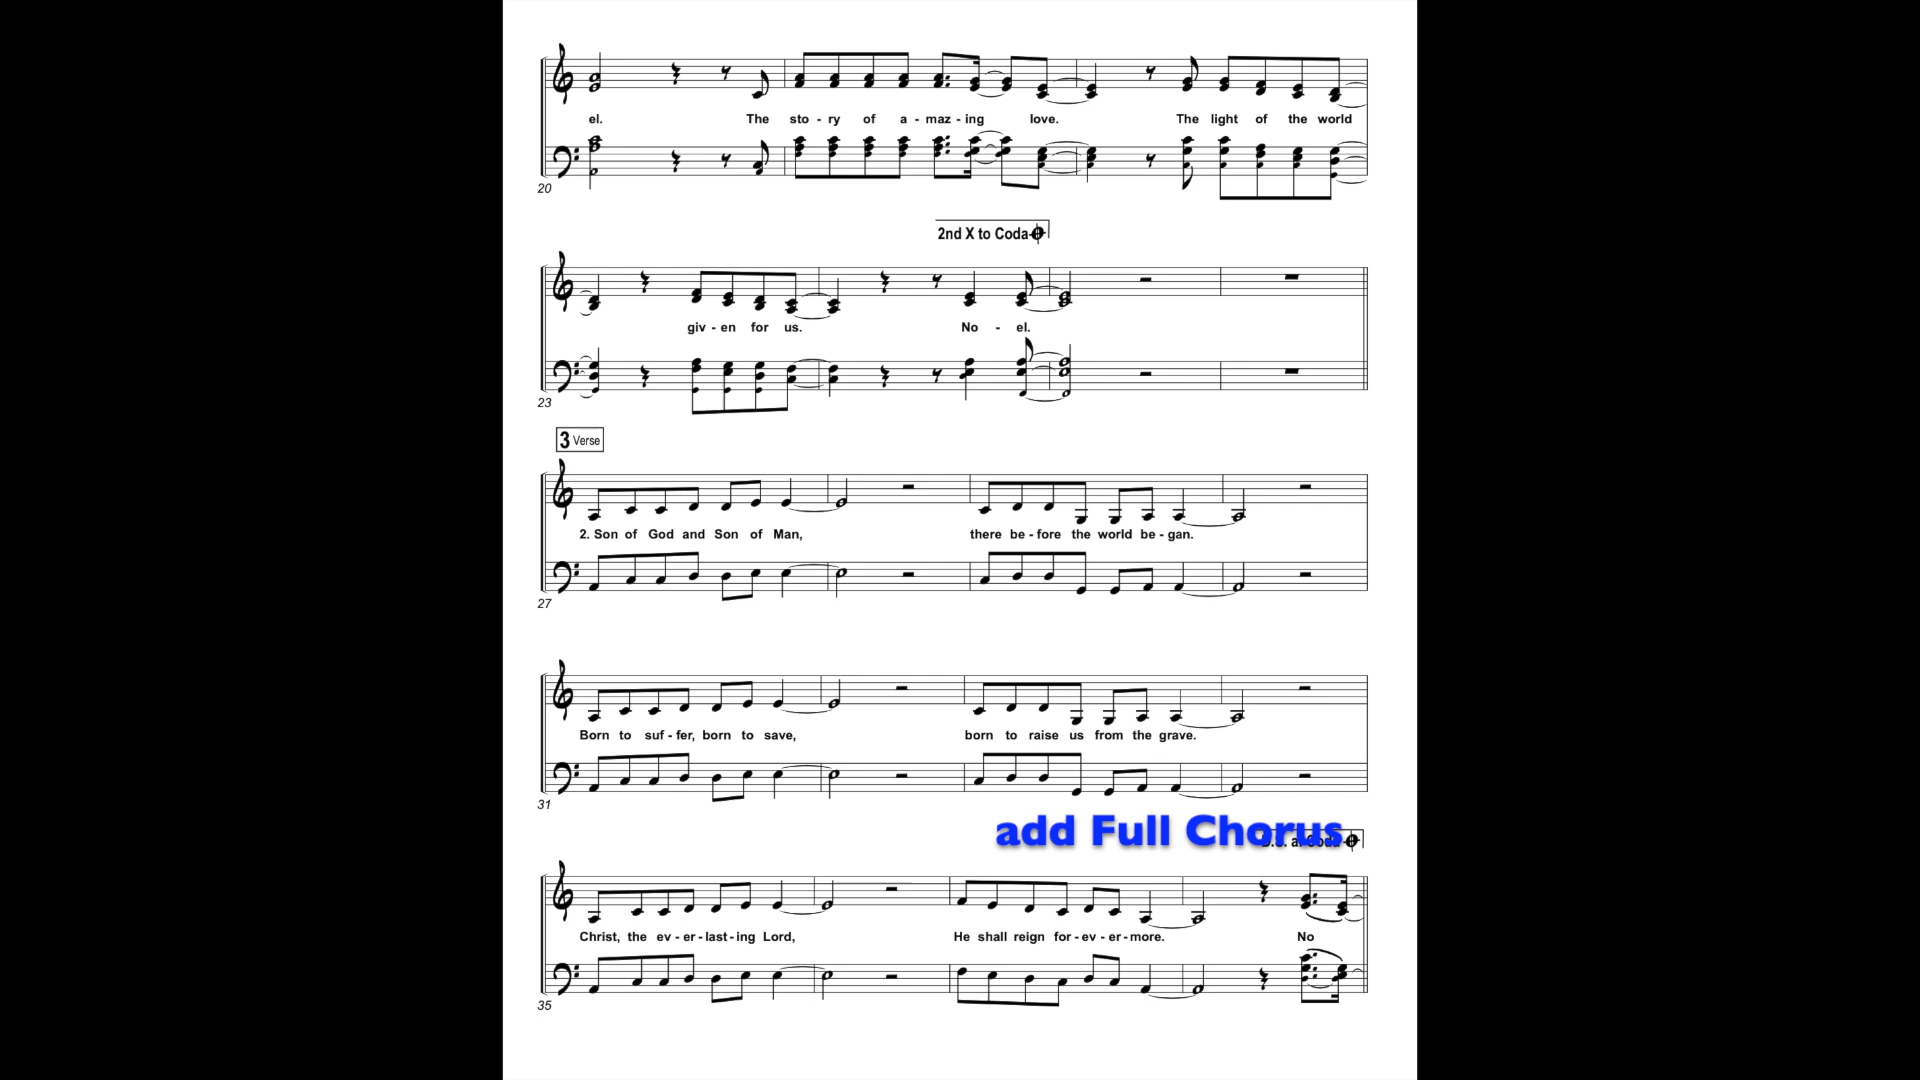 el. The sto - ry of a - maz - ing love. The light of the world
20
2nd X to Coda
giv - en for us. No - el.
23
3 Verse
2. Son of God and Son of Man, there be - fore the world be - gan.
27
Born to suf - fer, born to save, born to raise us from the grave.
31
add Full Chorus
Christ, the ev - er - last - ing Lord, He shall reign for - ev - er - more. No
35